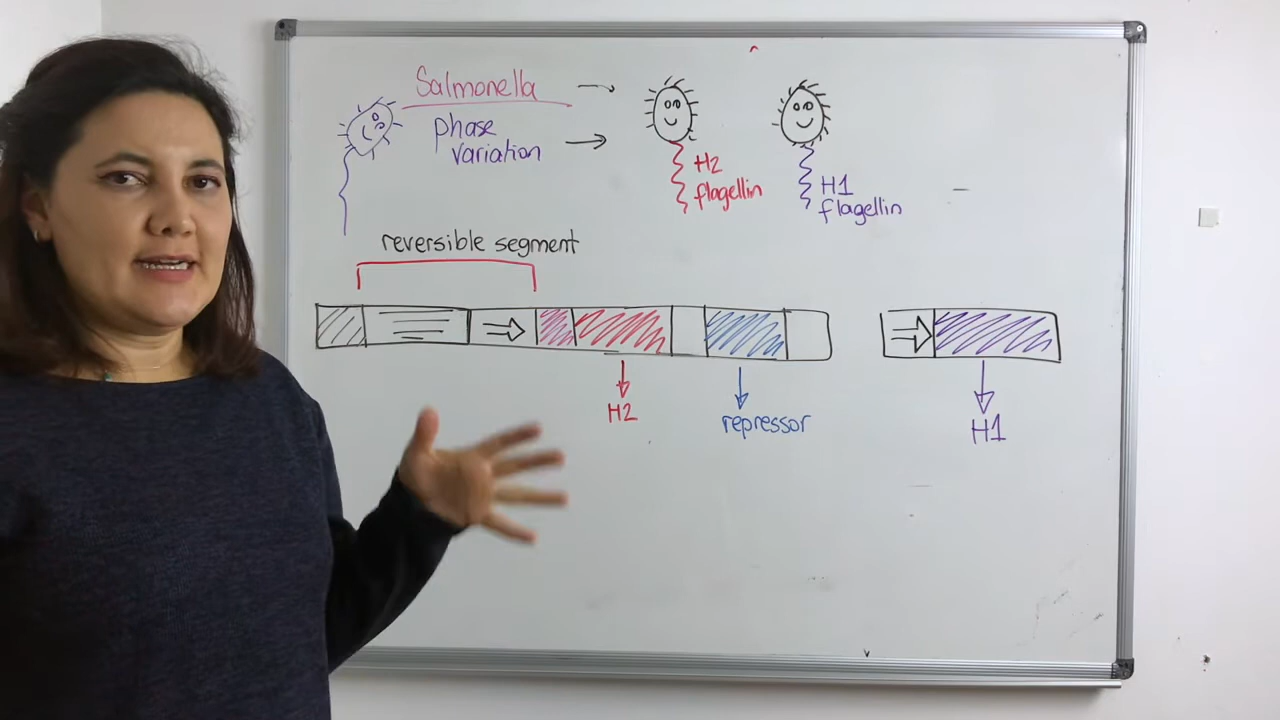 Salmonella
phase
variation
H2
flagellin
H1
flagellin
reversible segment
H2
repressor
H1